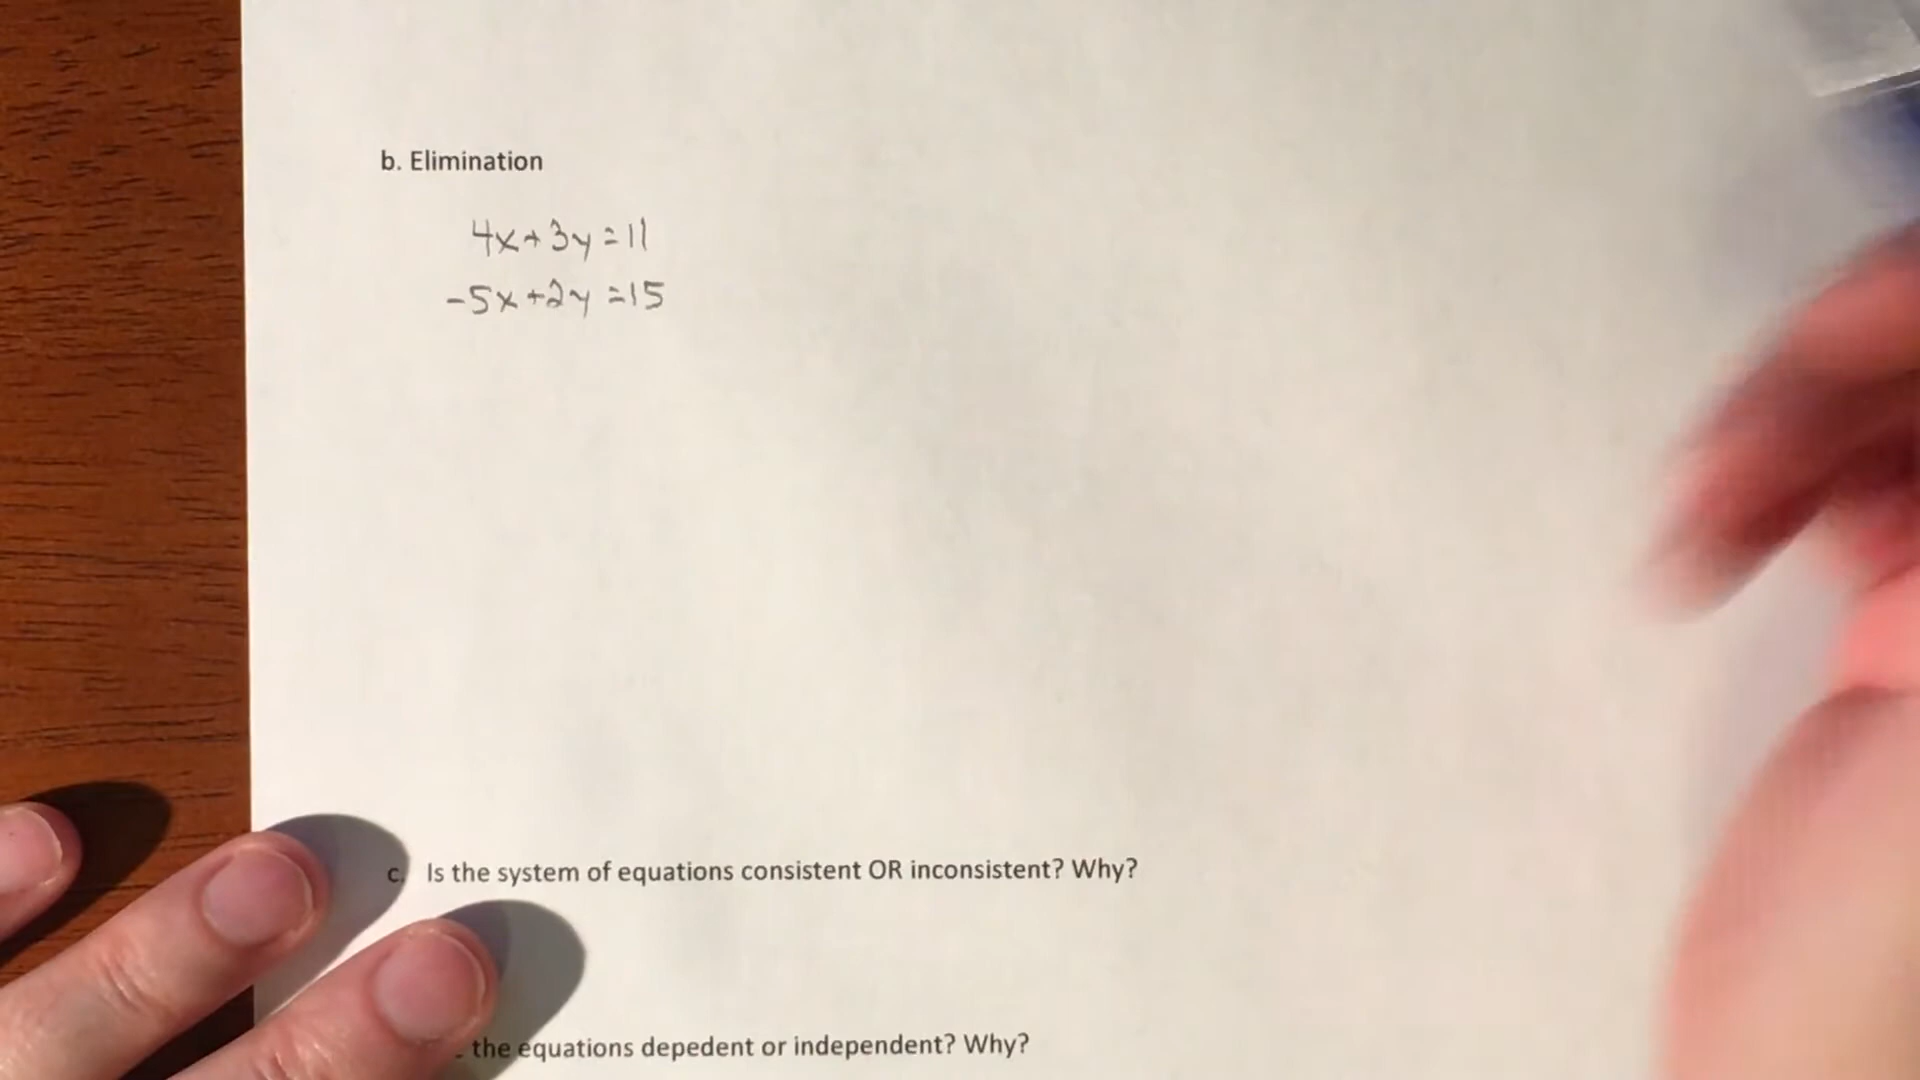 b. Elimination
4x+3y=11
-5x+2y=15
c. Is the system of equations consistent OR inconsistent? Why?
the equations depedent or independent? Why?